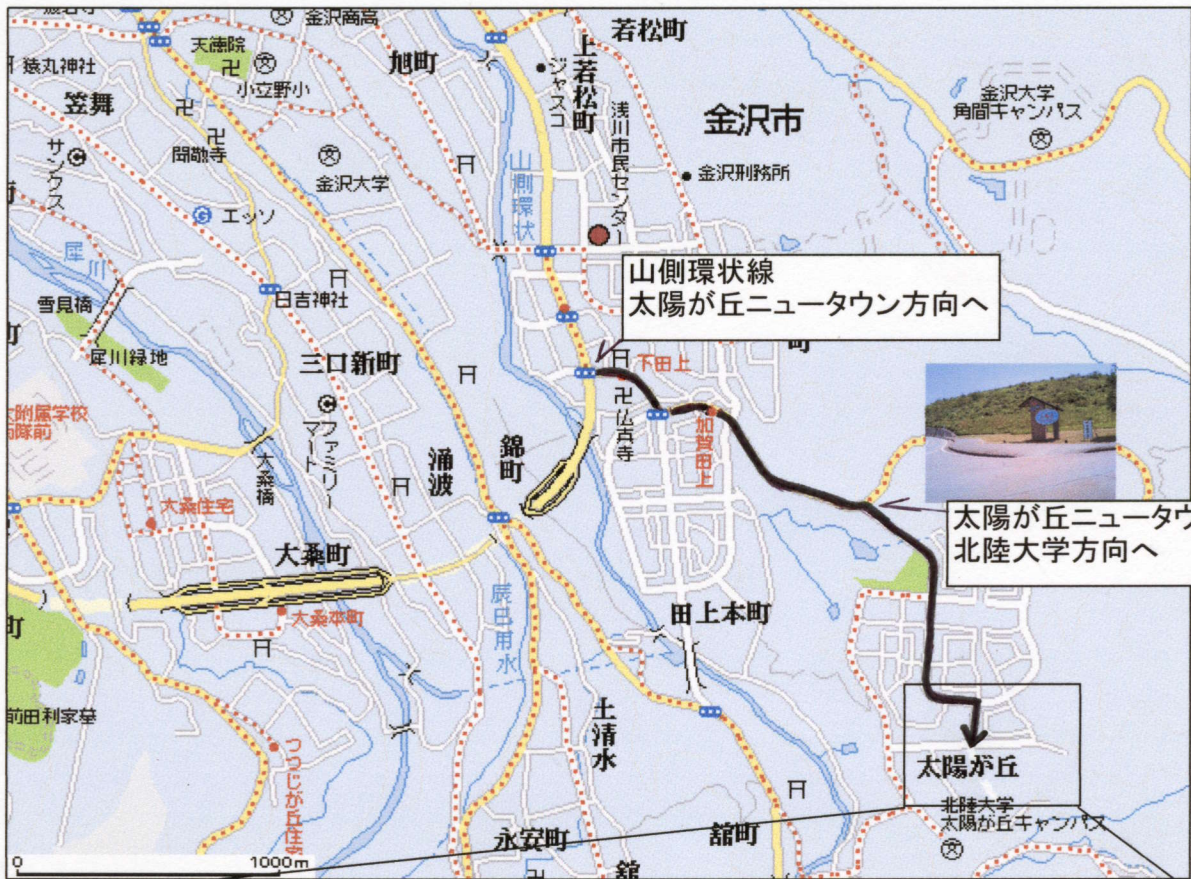 金沢商高
若松町
天徳院
旭町
上若松町
猿丸神社
小立野小
ジャスコ
金沢市
金沢大学
角間キャンパス
笠舞
浅川市民センター
サンクス
金沢大学
山側環状
金沢刑務所
エッソ
犀川
山側環状線
太陽が丘ニュータウン方向へ
雪見橋
日吉神社
犀川緑地
三口新町
下田上
町
仏吉寺
加賀田上
ファミリーマート
涌波
錦町
大桑橋
大桑住宅
太陽が丘ニュータウ
北陸大学方向へ
大桑町
大桑本町
辰巳用水
田上本町
町
前田利家墓
つつじが丘住宅
土清水
太陽が丘
北陸大学
太陽が丘キャンパス
永安町
舘町
舘
0
1000m